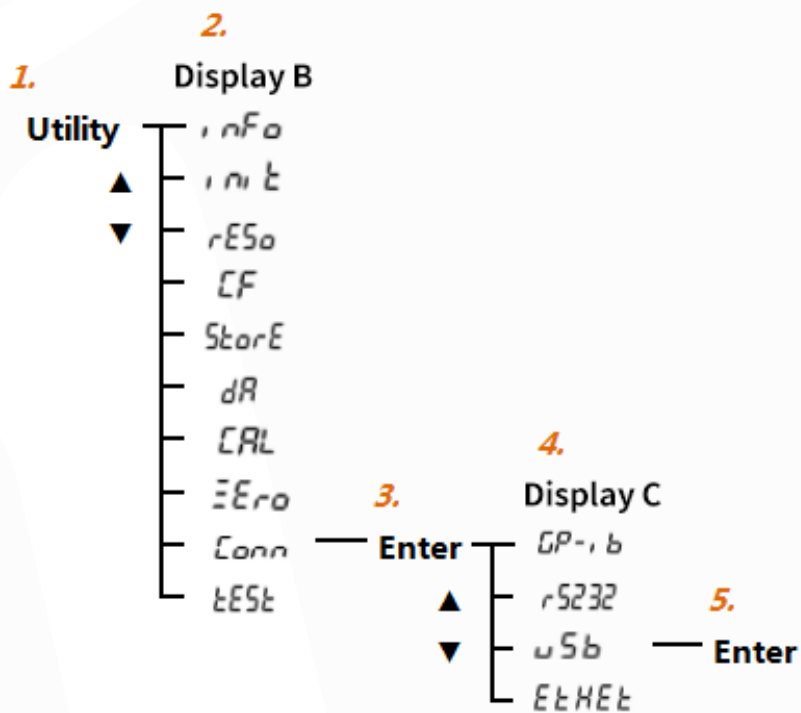 2.
1.
Display B
Utility
inFo
▲
init
▼
rESo
CF
StorE
dA
CAL
4.
3.
Display C
ZEro
Conn
Enter
GP-ib
tESt
▲
rS232
5.
▼
uSb
Enter
EtHEt